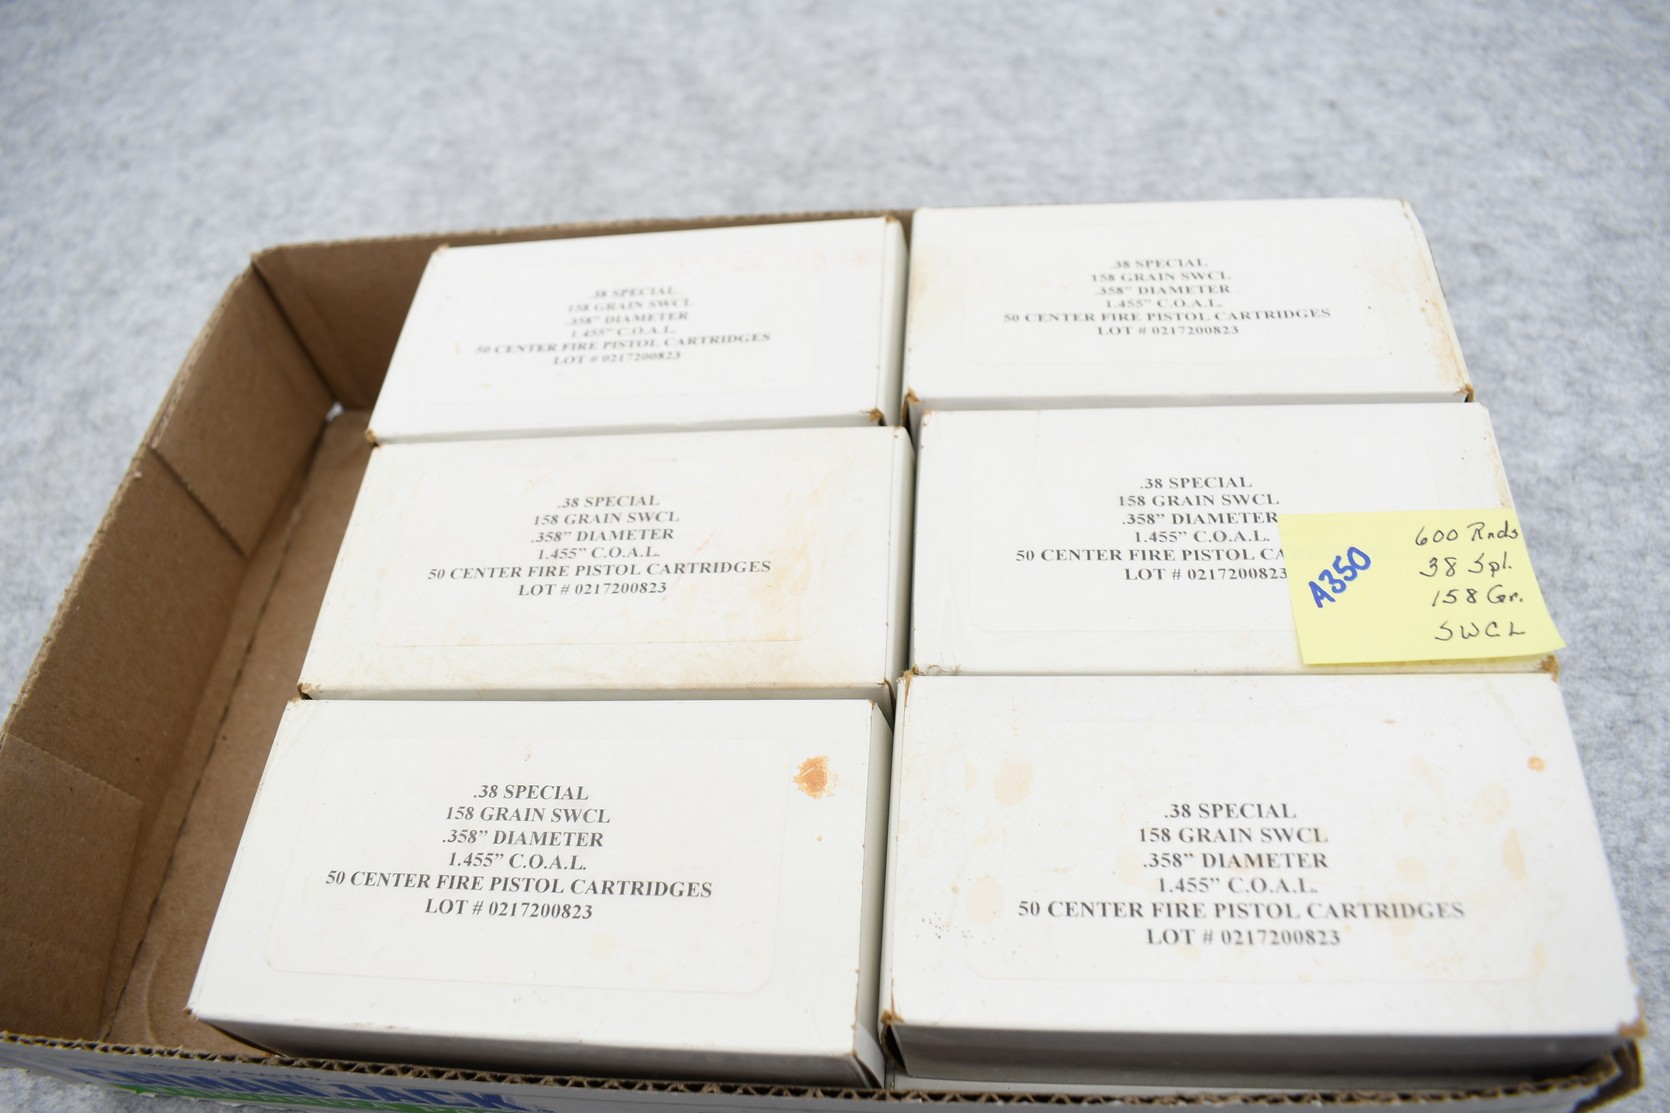 .38 SPECIAL
158 GRAIN SWCL
.358” DIAMETER
1.455” C.O.A.L.
50 CENTER FIRE PISTOL CARTRIDGES
LOT # 0217200823
.38 SPECIAL
158 GRAIN SWCL
.358” DIAMETER
1.455” C.O.A.L.
50 CENTER FIRE PISTOL CARTRIDGES
LOT # 0217200823
.38 SPECIAL
158 GRAIN SWCL
.358” DIAMETER
1.455” C.O.A.L.
50 CENTER FIRE PISTOL CARTRIDGES
LOT # 0217200823
.38 SPECIAL
158 GRAIN SWCL
.358” DIAMETER
1.455” C.O.A.L.
50 CENTER FIRE PISTOL CA
LOT # 0217200823
A350
600 Rnds
38 Spl.
158 Gr.
SWCL
.38 SPECIAL
158 GRAIN SWCL
.358” DIAMETER
1.455” C.O.A.L.
50 CENTER FIRE PISTOL CARTRIDGES
LOT # 0217200823
.38 SPECIAL
158 GRAIN SWCL
.358” DIAMETER
1.455” C.O.A.L.
50 CENTER FIRE PISTOL CARTRIDGES
LOT # 0217200823